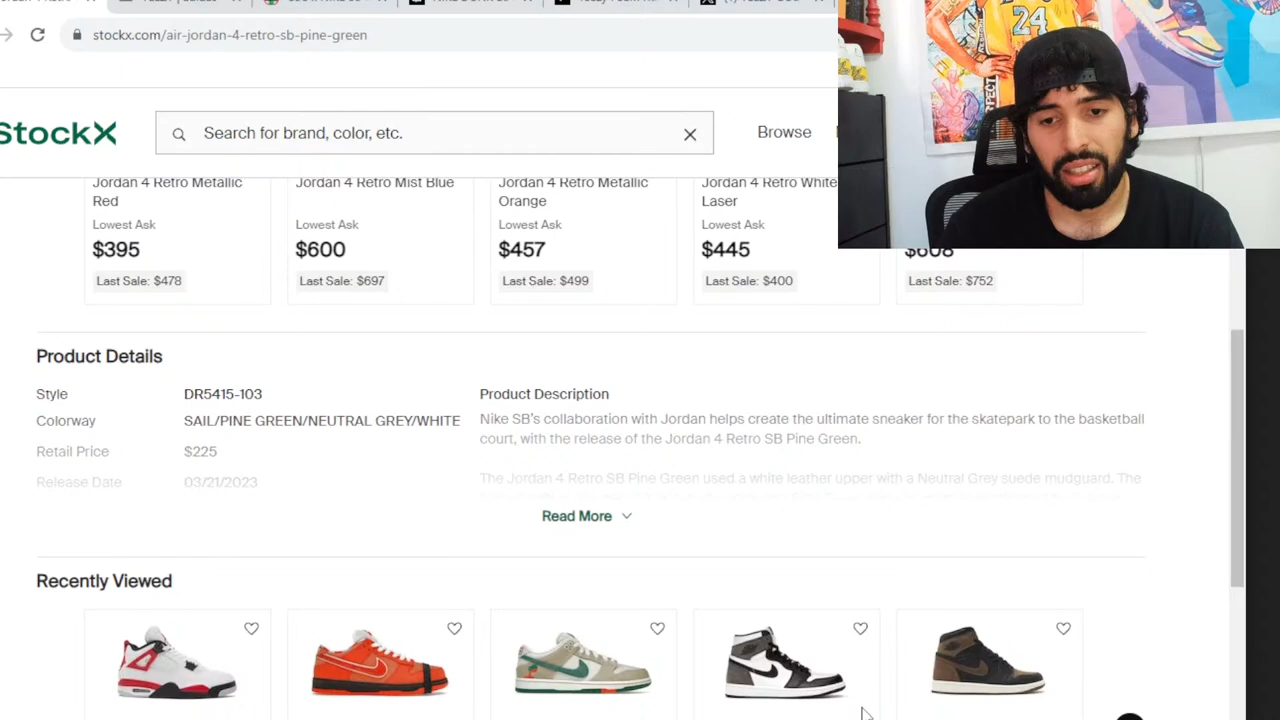 stockx.com/air-jordan-4-retro-sb-pine-green
StockX
Search for brand, color, etc.
Browse
24
Jordan 4 Retro Metallic Red
Lowest Ask
$395
Last Sale: $478
Jordan 4 Retro Mist Blue
Lowest Ask
$600
Last Sale: $697
Jordan 4 Retro Metallic Orange
Lowest Ask
$457
Last Sale: $499
Jordan 4 Retro White Laser
Lowest Ask
$445
Last Sale: $400
$608
Last Sale: $752
Product Details
Style DR5415-103
Colorway SAIL/PINE GREEN/NEUTRAL GREY/WHITE
Retail Price $225
Release Date 03/21/2023
Product Description
Nike SB's collaboration with Jordan helps create the ultimate sneaker for the skatepark to the basketball
court, with the release of the Jordan 4 Retro SB Pine Green.
The Jordan 4 Retro SB Pine Green used a white leather upper with a Neutral Grey suede mudguard. The
Read More
Recently Viewed